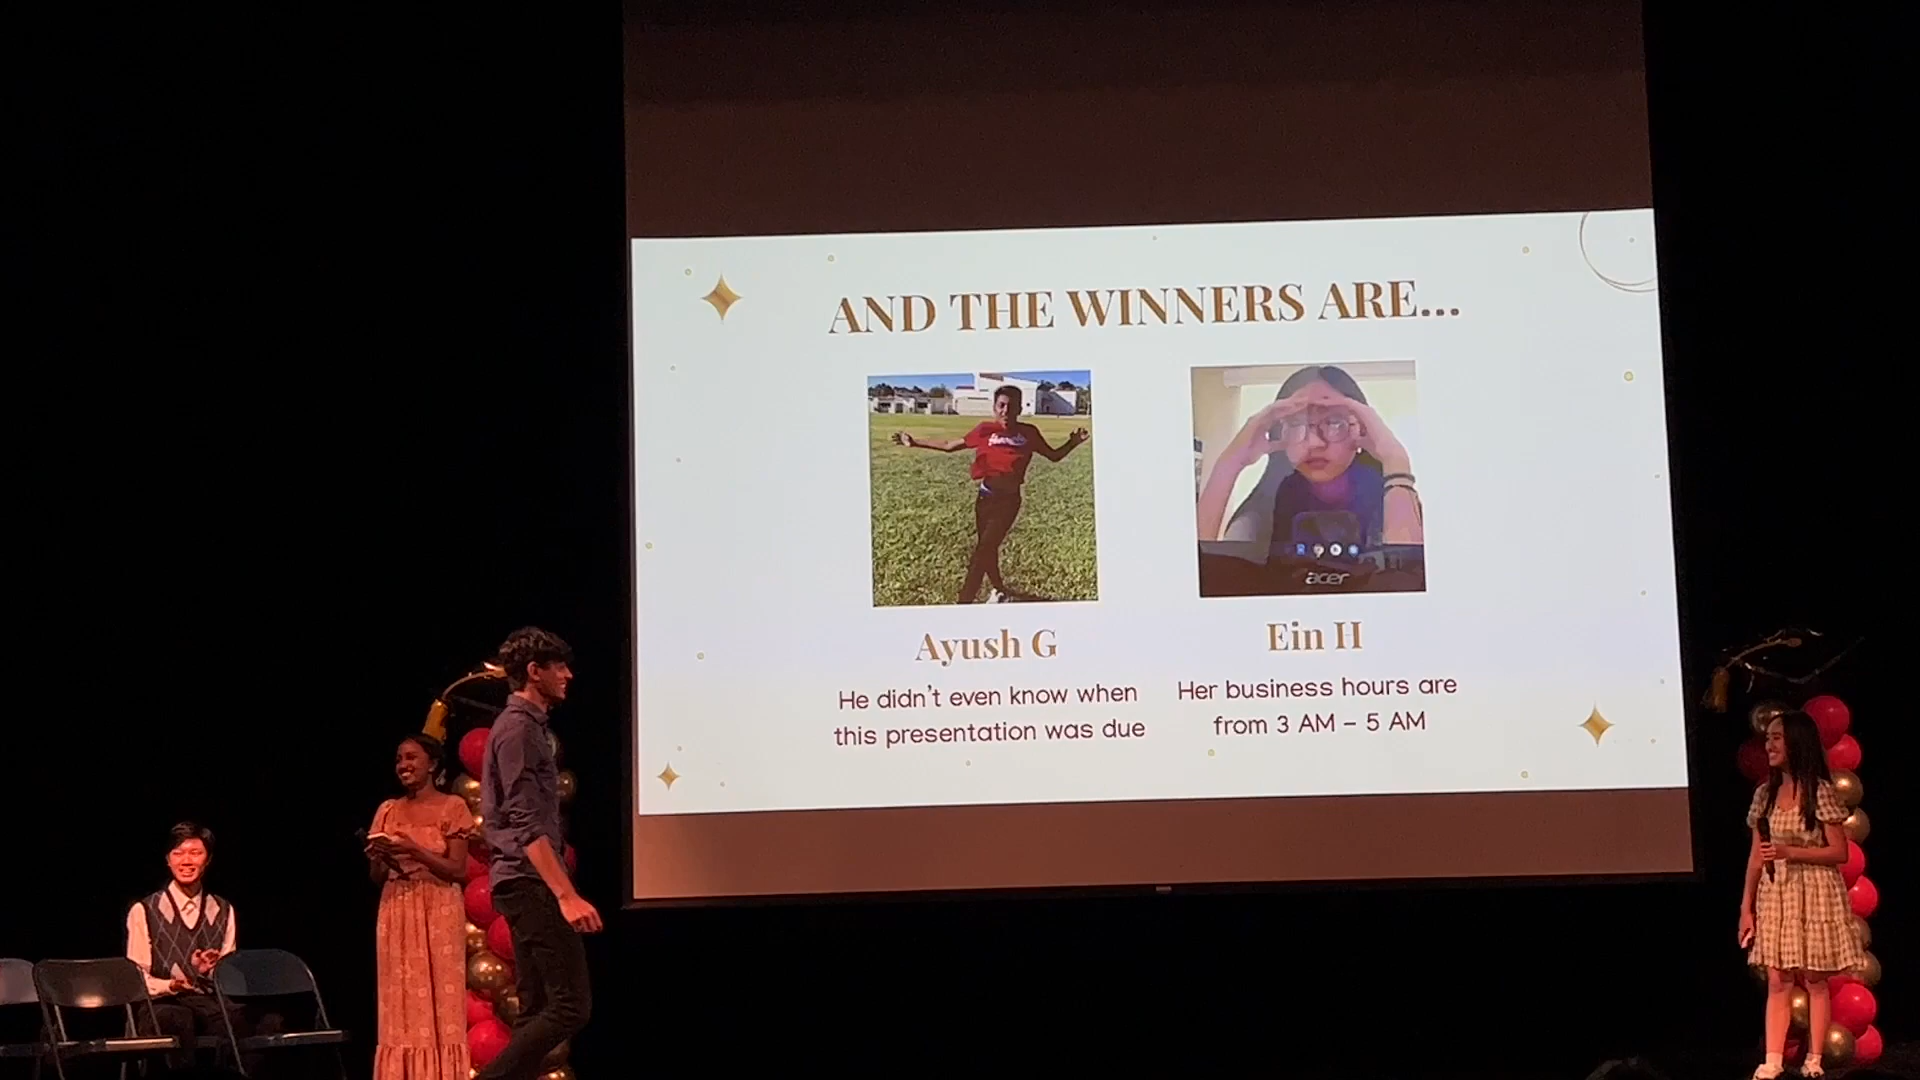 AND THE WINNERS ARE...
acer
Ayush G
He didn't even know when
this presentation was due
Ein H
Her business hours are
from 3 AM – 5 AM